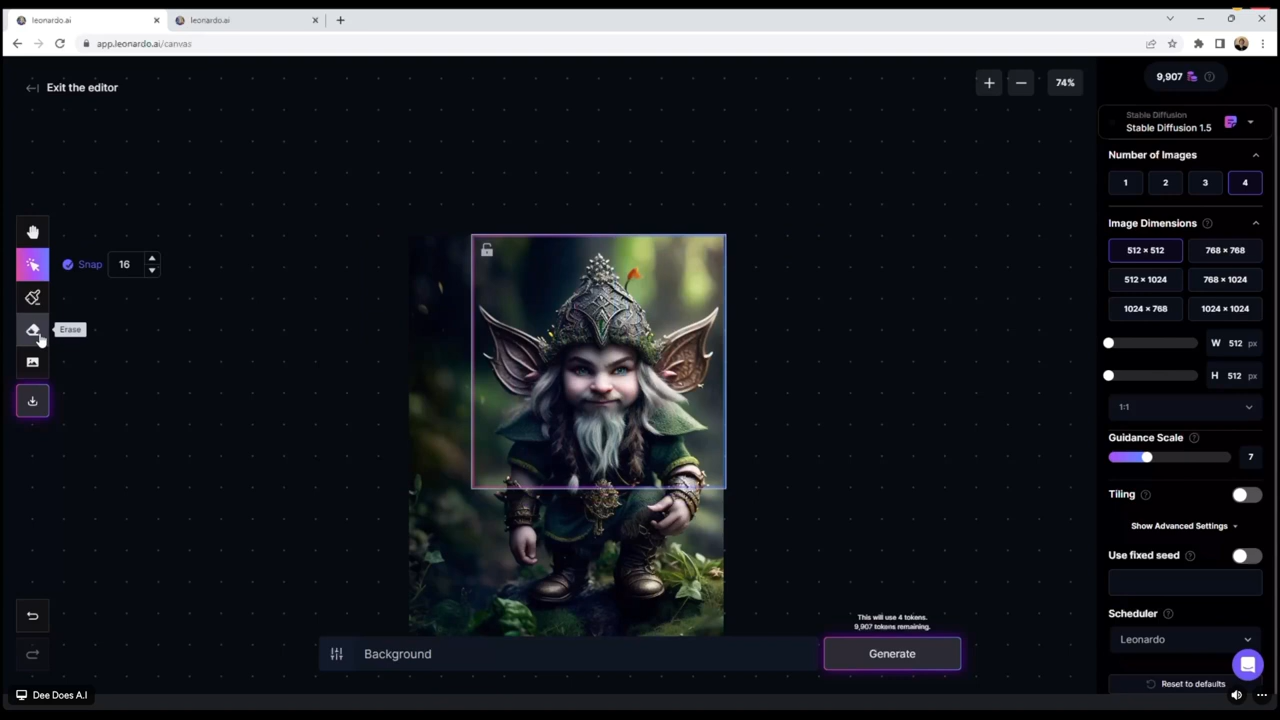 leonardo.ai
leonardo.ai
app.leonardo.ai/canvas
Exit the editor
74%
9,907
Stable Diffusion
Stable Diffusion 1.5
Number of Images
1 2 3 4
Image Dimensions
512 × 512 768 × 768
512 × 1024 768 × 1024
1024 × 768 1024 × 1024
W 512 px
H 512 px
1:1
Guidance Scale
7
Tiling
Show Advanced Settings
Use fixed seed
Scheduler
Leonardo
Reset to defaults
Snap 16
Erase
This will use 4 tokens.
9,907 tokens remaining.
Background
Generate
Dee Does A.I